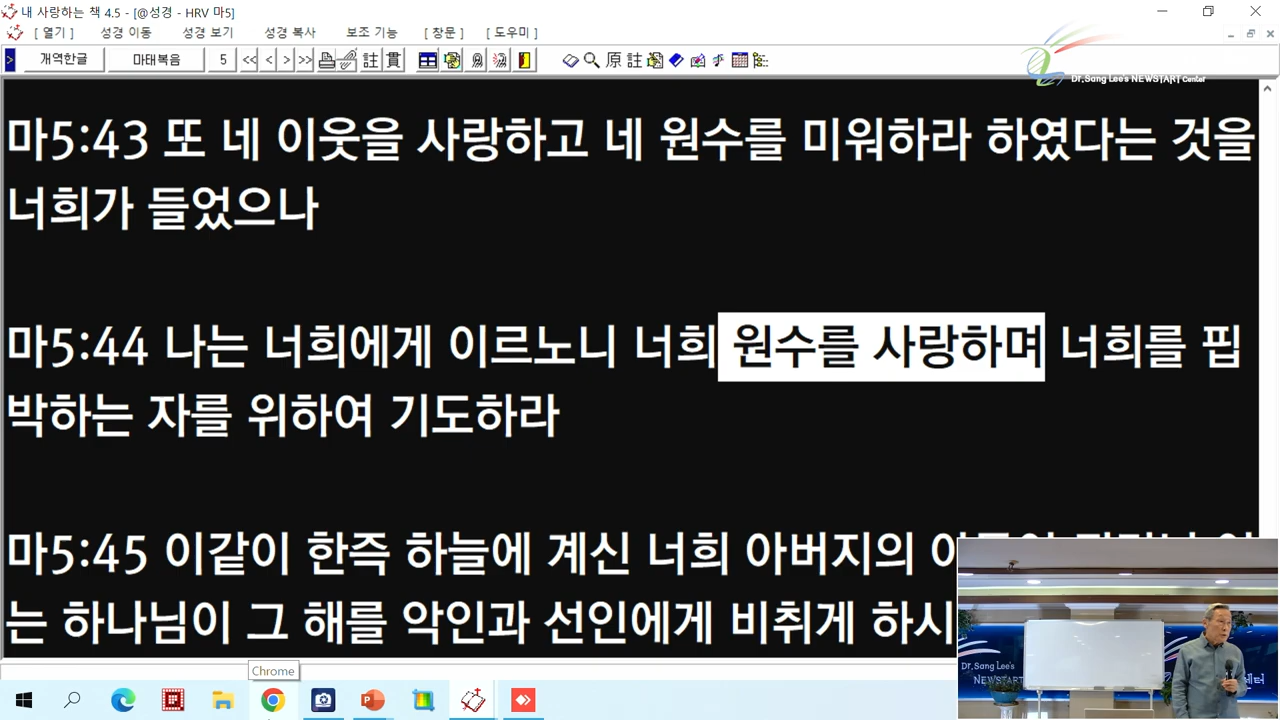 내 사랑하는 책 4.5 - [@성경 - HRV 마5]
[ 열기 ] 성경 이동 성경 보기 성경 복사 보조 기능 [ 창문 ] [ 도우미 ]
개역한글 마태복음 5 << < > >> 註 貫 原 註
Dr.Sang Lee's NEWSTART Center
마5:43 또 네 이웃을 사랑하고 네 원수를 미워하라 하였다는 것을
너희가 들었으나
마5:44 나는 너희에게 이르노니 너희 원수를 사랑하며 너희를 핍
박하는 자를 위하여 기도하라
마5:45 이같이 한즉 하늘에 계신 너희 아버지의
는 하나님이 그 해를 악인과 선인에게 비취게 하시
Dr.Sang Lee's
NEWSTART 센터
Chrome